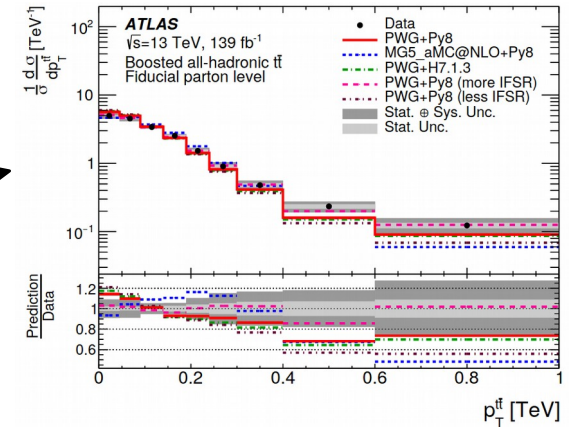 ATLAS
√s=13 TeV, 139 fb⁻¹
Boosted all-hadronic tt̄
Fiducial parton level
Data
PWG+Py8
MG5_aMC@NLO+Py8
PWG+H7.1.3
PWG+Py8 (more IFSR)
PWG+Py8 (less IFSR)
Stat. ⊕ Sys. Unc.
Stat. Unc.
1/σ dσ/dp_T^{tt̄} [TeV⁻¹]
10²
10
1
10⁻¹
Prediction
Data
1.2
1
0.8
0.6
0 0.2 0.4 0.6 0.8 1
p_T^{tt̄} [TeV]